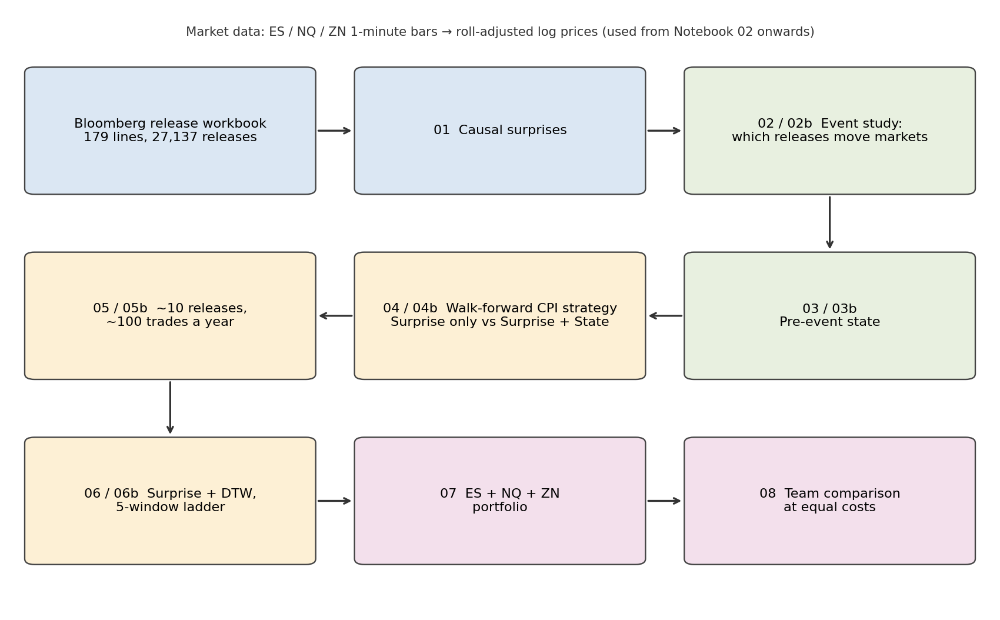 Market data: ES / NQ / ZN 1-minute bars → roll-adjusted log prices (used from Notebook 02 onwards)
Bloomberg release workbook
179 lines, 27,137 releases
01  Causal surprises
02 / 02b  Event study:
which releases move markets
03 / 03b
Pre-event state
04 / 04b  Walk-forward CPI strategy
Surprise only vs Surprise + State
05 / 05b  ~10 releases,
~100 trades a year
06 / 06b  Surprise + DTW,
5-window ladder
07  ES + NQ + ZN
portfolio
08  Team comparison
at equal costs